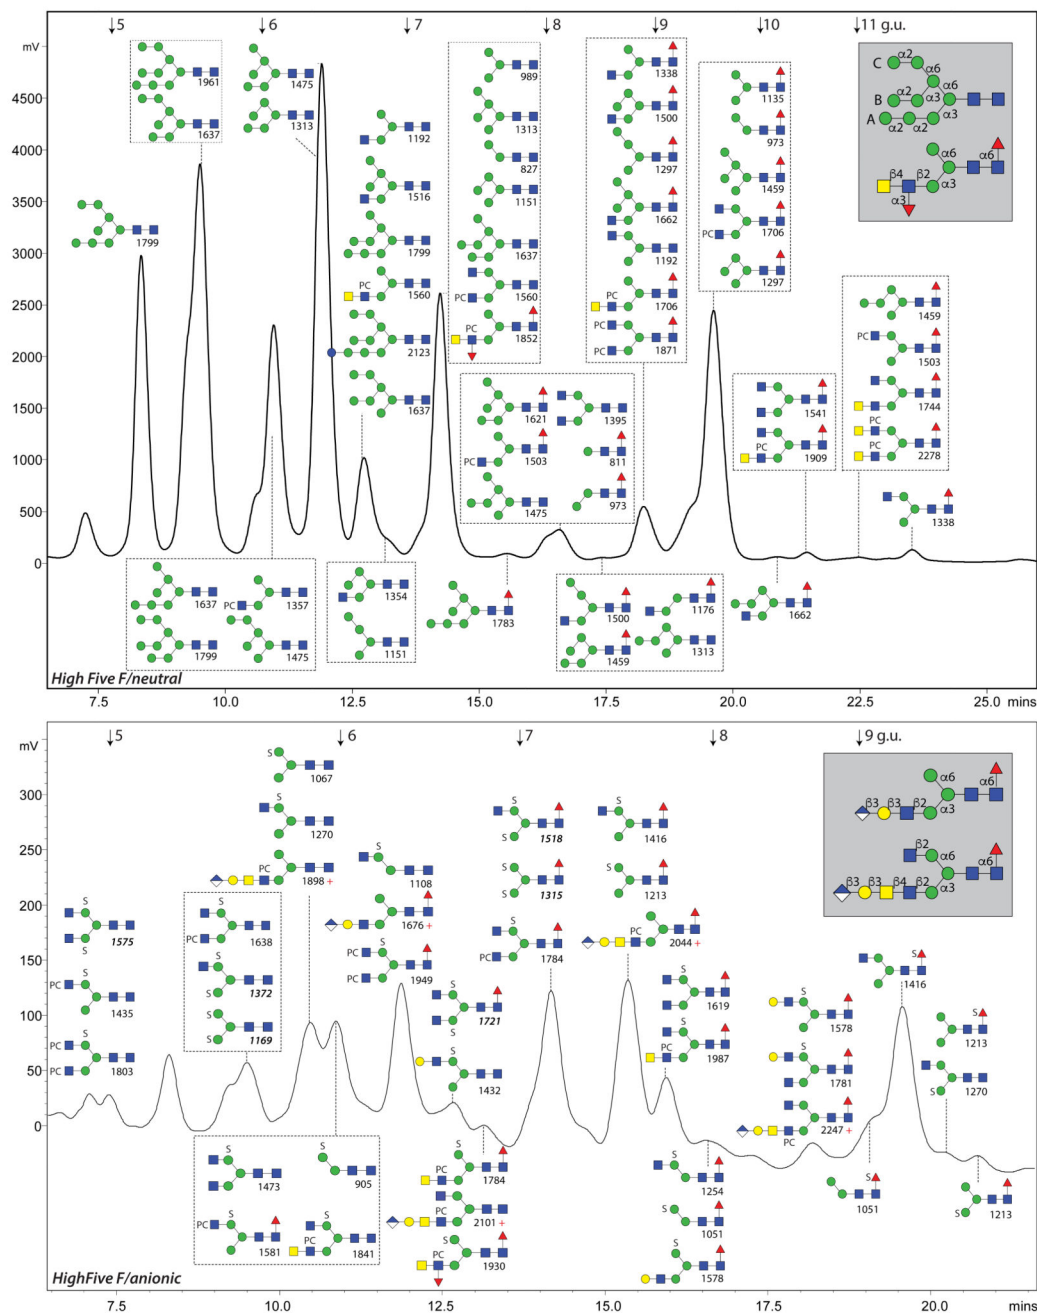 5 6 7 8 9 10 11 g.u.
mV
4500
4000
3500
3000
2500
2000
1500
1000
500
0
1961
1637
1475
1313
1799
1192
1516
1799
1560
PC
2123
1637
989
1313
827
1151
1637
PC
1560
PC
1852
1338
1500
1297
1662
1192
PC
1706
PC
PC
1871
1135
973
1459
PC
1706
1297
C α2 α6
B α2 α3 α6
A α2 α2 α3
α6
β4 β2 α6
α3 α3
1621
PC
1503
1475
1395
811
973
1541
PC
1909
1459
PC
1503
1744
PC
PC
2278
1338
1637
1799
PC
1357
1475
1354
1151
1783
1500
1459
1176
1313
1662
High Five F/neutral
7.5 10.0 12.5 15.0 17.5 20.0 22.5 25.0 mins
5 6 7 8 9 g.u.
mV
300
250
200
150
100
50
0
S
S
1575
PC
S
1435
PC
S
PC
1803
S
PC
1638
S
S
1372
S
S
1169
S
1067
S
1270
PC
1898 +
S
1108
1676 +
PC
PC
1949
S
S
1721
S
1432
S
S
1518
S
S
1315
S
PC
1784
S
1416
S
1213
PC
2044 +
S
1619
PC
1987
S
1578
S
1781
PC
2247 +
S
1416
S
1213
S
1270
α6
β3 β3 β2 α6
α3
β2
α6
β3 β3 β4 β2 α6
α3
S
1473
S
905
PC
S
1581
S
PC
1841
S
PC
1784
PC
2101 +
S
PC
1930
S
1254
S
1051
S
1578
S
1051
S
1213
HighFive F/anionic
7.5 10.0 12.5 15.0 17.5 20.0 mins